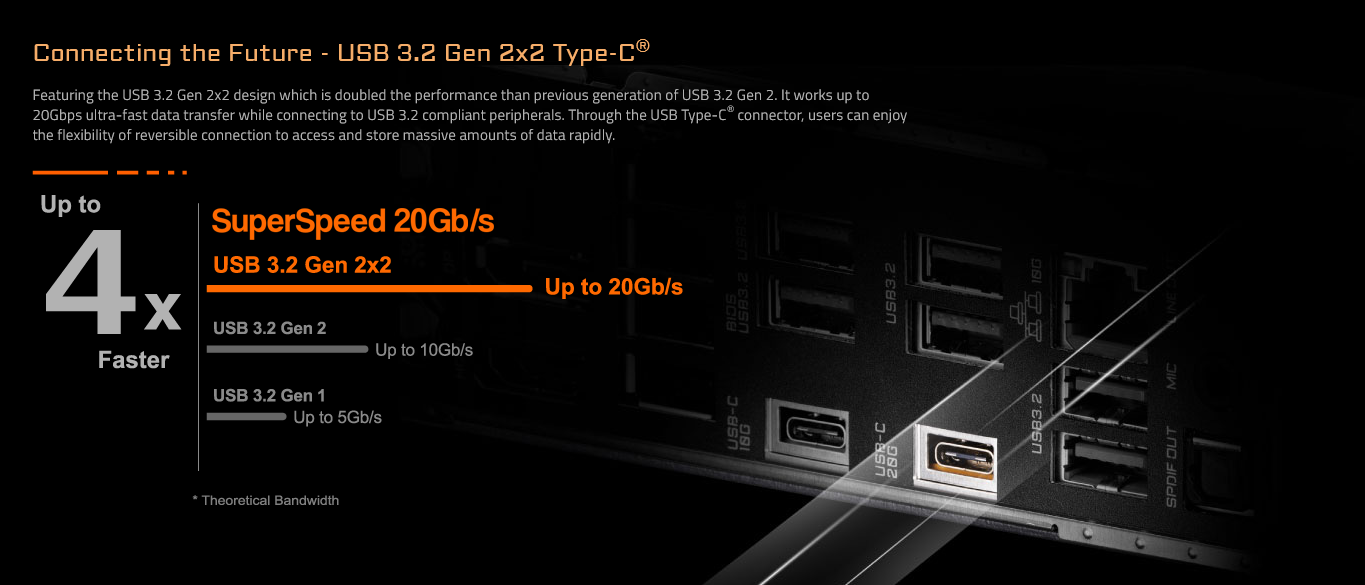 Connecting the Future - USB 3.2 Gen 2x2 Type-C®
Featuring the USB 3.2 Gen 2x2 design which is doubled the performance than previous generation of USB 3.2 Gen 2. It works up to
20Gbps ultra-fast data transfer while connecting to USB 3.2 compliant peripherals. Through the USB Type-C® connector, users can enjoy
the flexibility of reversible connection to access and store massive amounts of data rapidly.
Up to
4x
Faster
SuperSpeed 20Gb/s
USB 3.2 Gen 2x2
Up to 20Gb/s
USB 3.2 Gen 2
Up to 10Gb/s
USB 3.2 Gen 1
Up to 5Gb/s
* Theoretical Bandwidth
USB3.2
BIOS
USB3.2
USB3.2
10G
USB-C
10G
USB-C
20G
USB3.2
MIC
SPDIF OUT